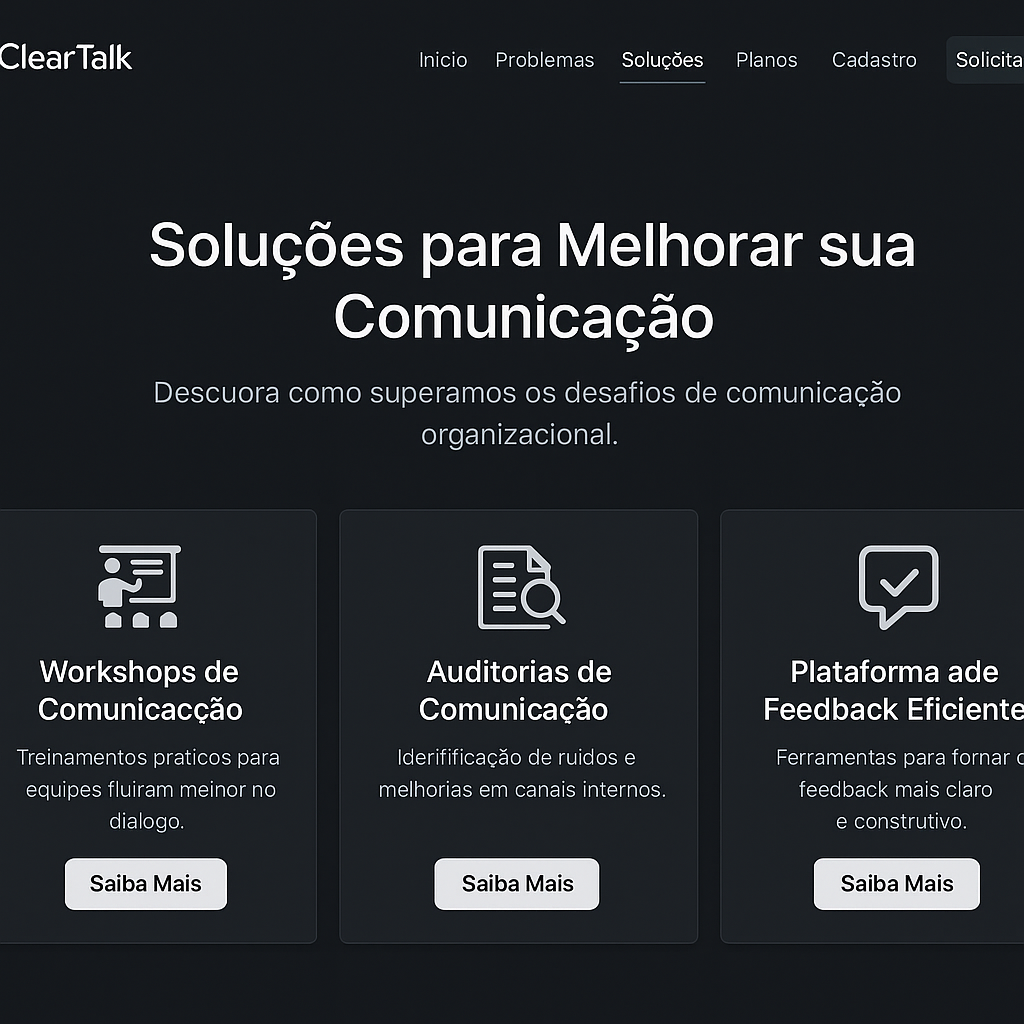 ClearTalk
Inicio Problemas Soluções Planos Cadastro Solicita
Soluções para Melhorar sua
Comunicação
Descuora como superamos os desafios de comunicação
organizacional.
Workshops de
Comunicacção
Treinamentos praticos para
equipes fluiram meinor no
dialogo.
Saiba Mais
Auditorias de
Comunicação
Iderifificação de ruidos e
melhorias em canais internos.
Saiba Mais
Plataforma ade
Feedback Eficiente
Ferramentas para fornar
feedback mais claro
e construtivo.
Saiba Mais